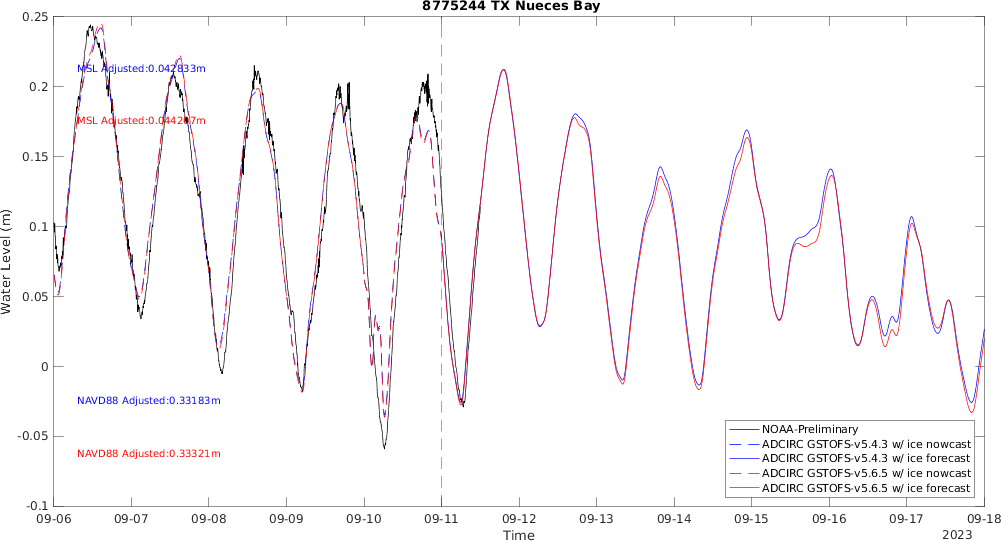 8775244 TX Nueces Bay
0.25
0.2
0.15
0.1
0.05
0
-0.05
-0.1
Water Level (m)
MSL Adjusted:0.042833m
MSL
NAVD88 Adjusted:0.33183m
NAVD88 Adjusted:0.33321m
NOAA-Preliminary
ADCIRC GSTOFS-v5.4.3 w/ ice nowcast
ADCIRC GSTOFS-v5.4.3 w/ ice forecast
ADCIRC GSTOFS-v5.6.5 w/ ice nowcast
ADCIRC GSTOFS-v5.6.5 w/ ice forecast
09-06 09-07 09-08 09-09 09-10 09-11 09-12 09-13 09-14 09-15 09-16 09-17 09-18
Time
2023